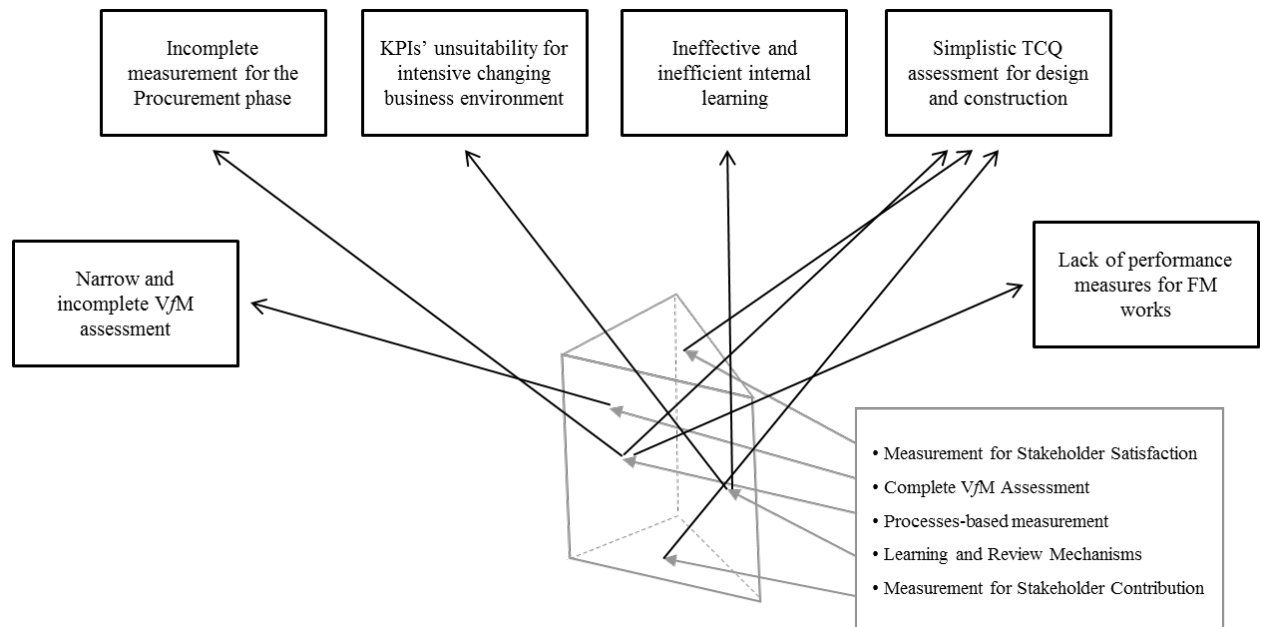 Incomplete
measurement for the
Procurement phase
KPIs’ unsuitability for
intensive changing
business environment
Ineffective and
inefficient internal
learning
Simplistic TCQ
assessment for design
and construction
Narrow and
incomplete VfM
assessment
Lack of performance
measures for FM
works
• Measurement for Stakeholder Satisfaction
• Complete VfM Assessment
• Processes-based measurement
• Learning and Review Mechanisms
• Measurement for Stakeholder Contribution